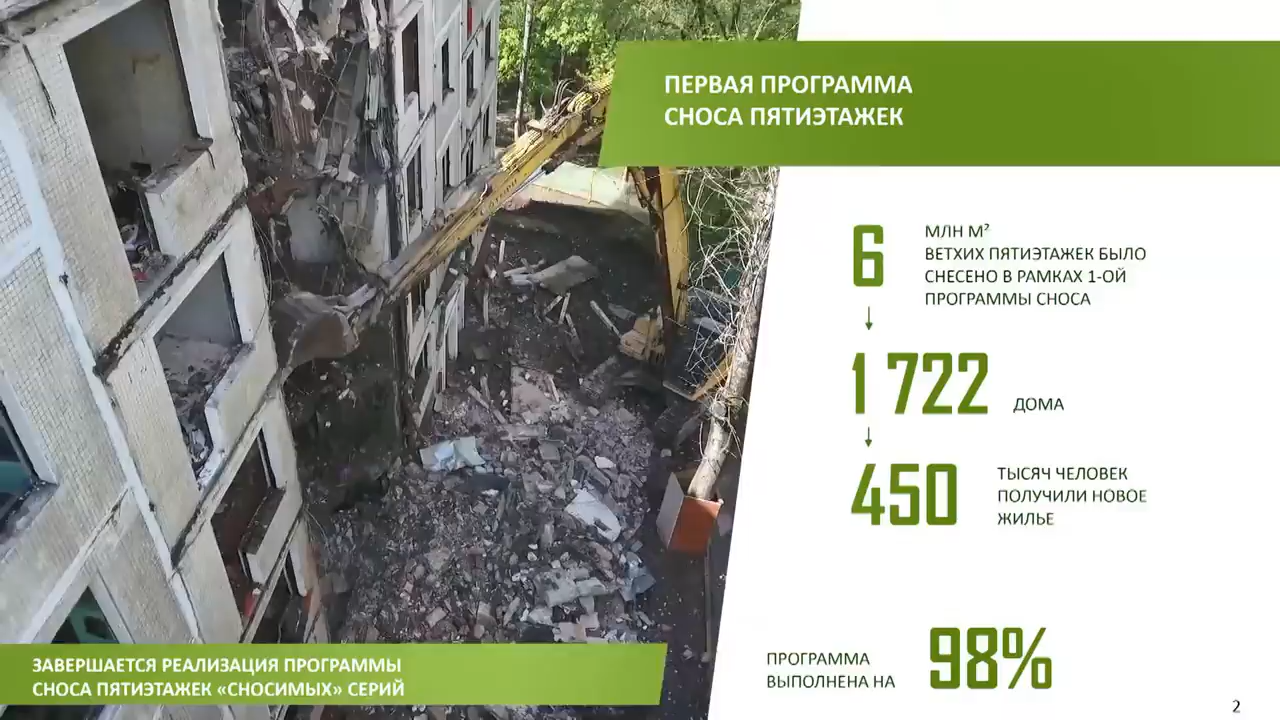 ПЕРВАЯ ПРОГРАММА
СНОСА ПЯТИЭТАЖЕК
6
МЛН М²
ВЕТХИХ ПЯТИЭТАЖЕК БЫЛО
СНЕСЕНО В РАМКАХ 1-ОЙ
ПРОГРАММЫ СНОСА
1 722
ДОМА
450
ТЫСЯЧ ЧЕЛОВЕК
ПОЛУЧИЛИ НОВОЕ
ЖИЛЬЕ
ПРОГРАММА
ВЫПОЛНЕНА НА
98%
ЗАВЕРШАЕТСЯ РЕАЛИЗАЦИЯ ПРОГРАММЫ
СНОСА ПЯТИЭТАЖЕК «СНОСИМЫХ» СЕРИЙ
2